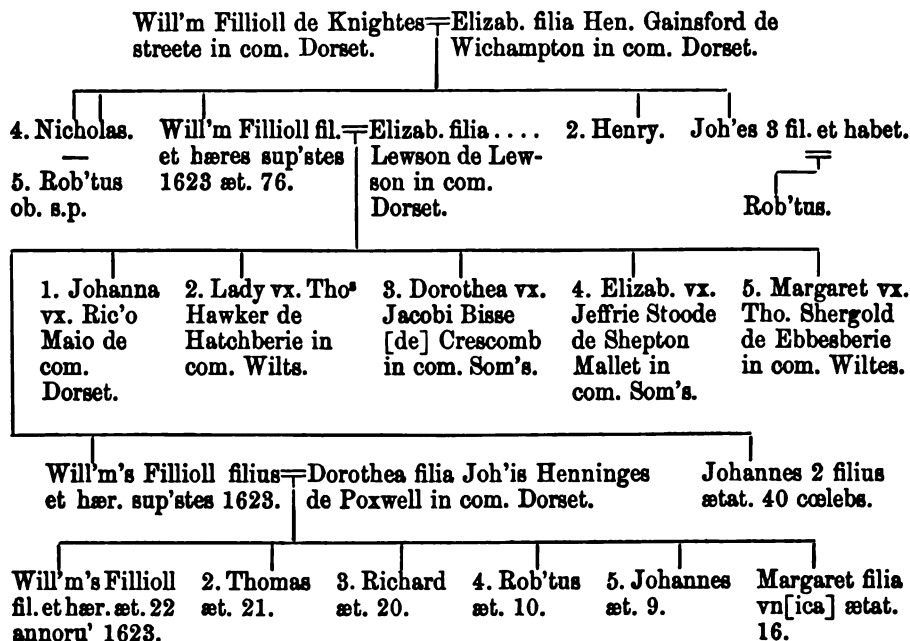 Will'm Fillioll de Knightes
streete in com. Dorset.
Elizab. filia Hen. Gainsford de
Wichampton in com. Dorset.
4. Nicholas.
5. Rob'tus
ob. s.p.
Will'm Fillioll fil.
et hæres sup'stes
1623 æt. 76.
Elizab. filia ....
Lewson de Lew-
son in com.
Dorset.
2. Henry.
Joh'es 3 fil. et habet.
Rob'tus.
1. Johanna
vx. Ric'o
Maio de
com.
Dorset.
2. Lady vx. Thoˢ
Hawker de
Hatchberie in
com. Wilts.
3. Dorothea vx.
Jacobi Bisse
[de] Crescomb
in com. Som's.
4. Elizab. vx.
Jeffrie Stoode
de Shepton
Mallet in
com. Som's.
5. Margaret vx.
Tho. Shergold
de Ebbesberie
in com. Wiltes.
Will'm's Fillioll filius
et hær. sup'stes 1623.
Dorothea filia Joh'is Henninges
de Poxwell in com. Dorset.
Johannes 2 filius
ætat. 40 cœlebs.
Will'm's Fillioll
fil. et hær. æt. 22
annoru' 1623.
2. Thomas
æt. 21.
3. Richard
æt. 20.
4. Rob'tus
æt. 10.
5. Johannes
æt. 9.
Margaret filia
vn[ica] ætat.
16.